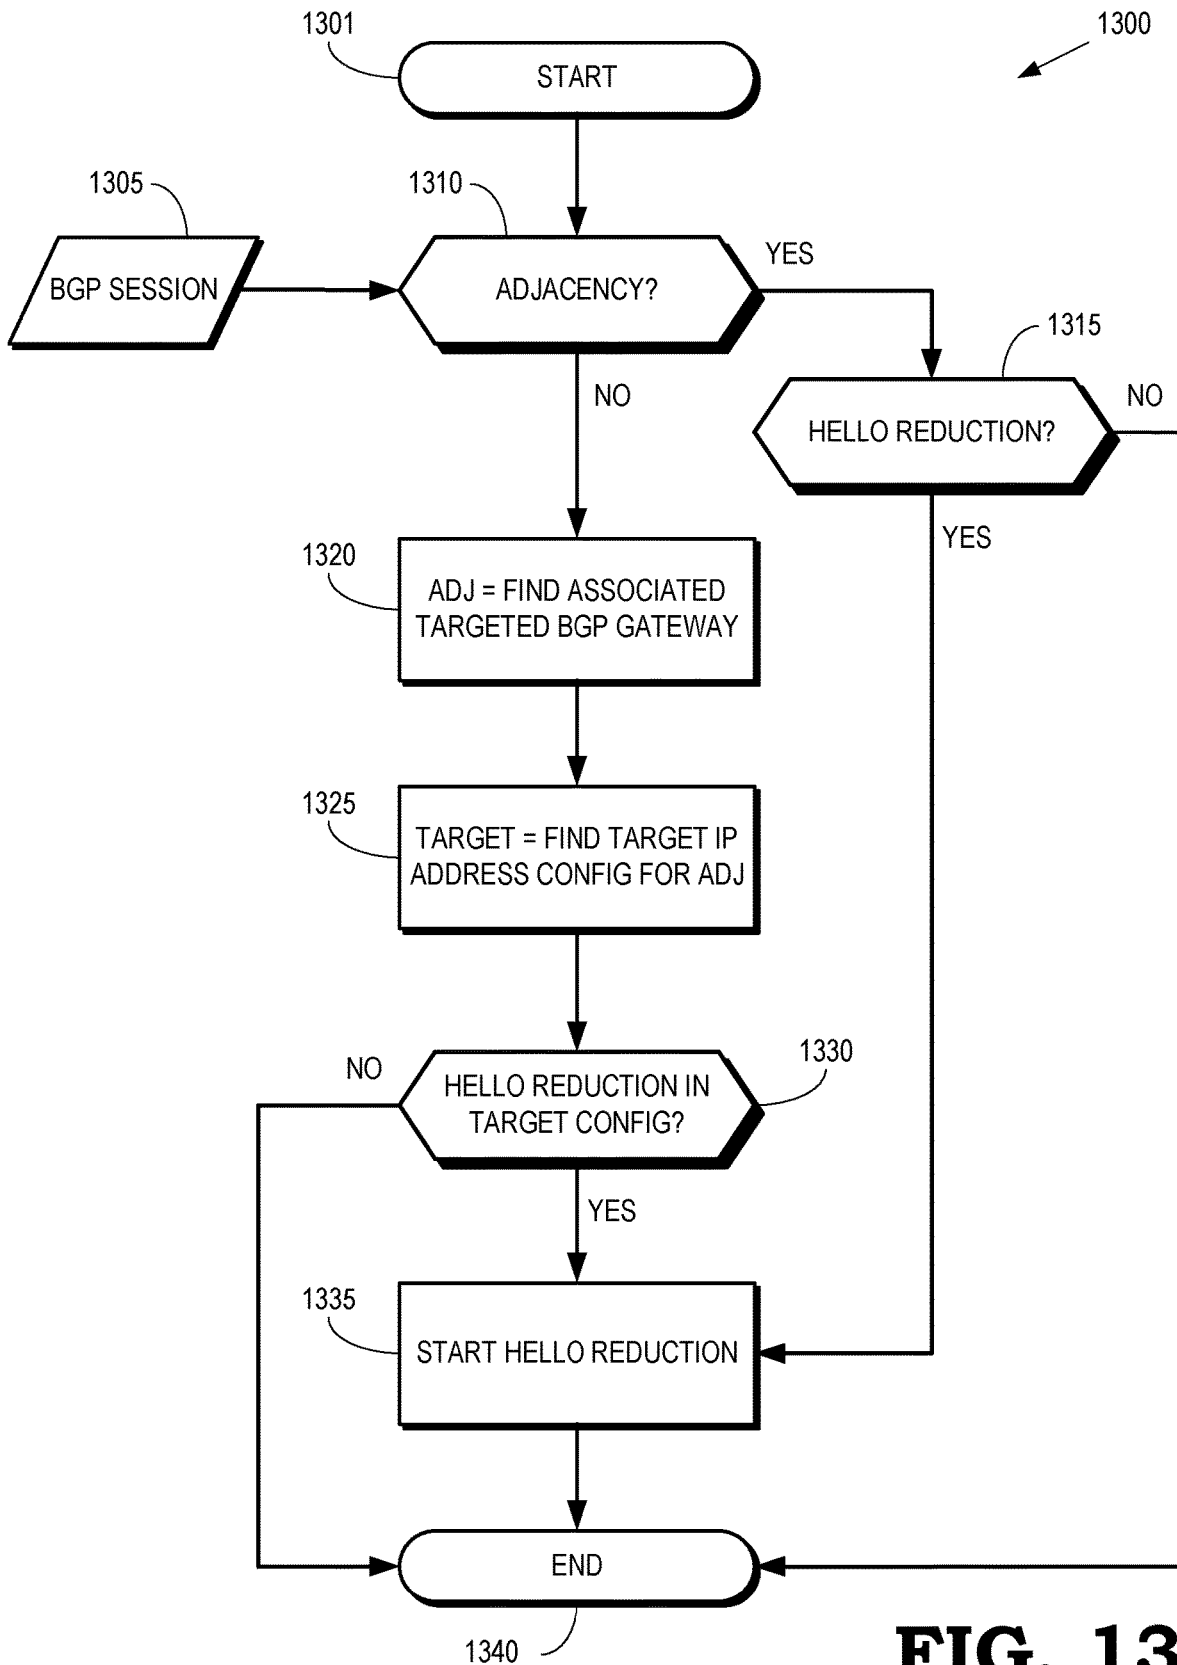 1301
1300
START
1305
1310
YES
BGP SESSION
ADJACENCY?
1315
NO
NO
HELLO REDUCTION?
YES
1320
ADJ = FIND ASSOCIATED
TARGETED BGP GATEWAY
1325
TARGET = FIND TARGET IP
ADDRESS CONFIG FOR ADJ
1330
NO
HELLO REDUCTION IN
TARGET CONFIG?
YES
1335
START HELLO REDUCTION
END
1340
FIG. 13